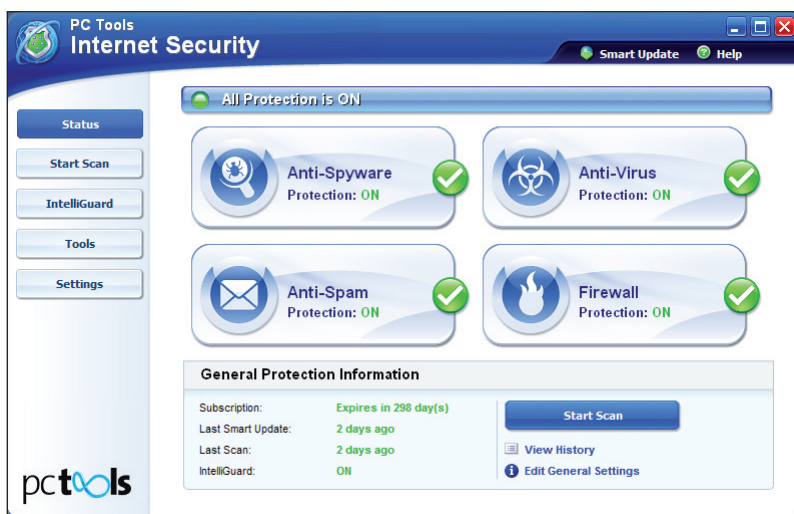 PC Tools
Internet Security
Smart Update
Help
All Protection is ON
Status
Start Scan
IntelliGuard
Tools
Settings
Anti-Spyware
Protection: ON
Anti-Virus
Protection: ON
Anti-Spam
Protection: ON
Firewall
Protection: ON
General Protection Information
Subscription: Expires in 298 day(s)
Last Smart Update: 2 days ago
Last Scan: 2 days ago
IntelliGuard: ON
Start Scan
View History
Edit General Settings
pctools